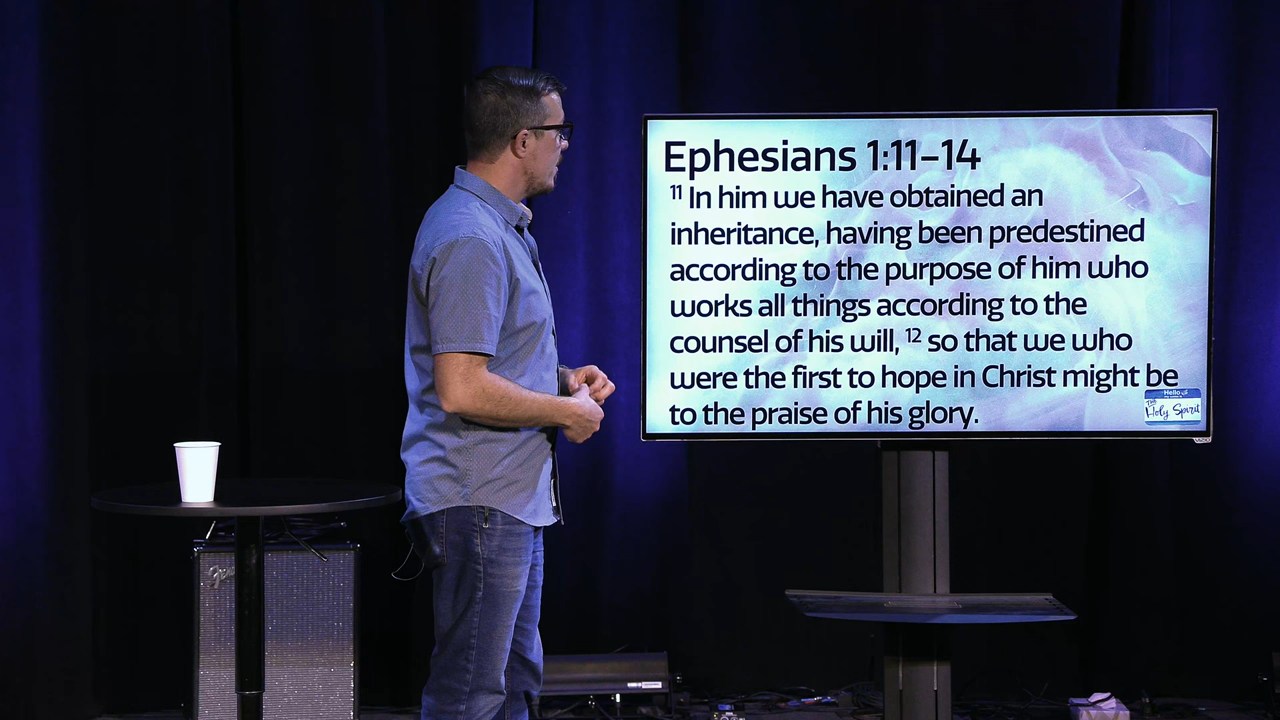 Ephesians 1:11–14
11 In him we have obtained an
inheritance, having been predestined
according to the purpose of him who
works all things according to the
counsel of his will, 12 so that we who
were the first to hope in Christ might be
to the praise of his glory.
Hello
The
Holy Spirit